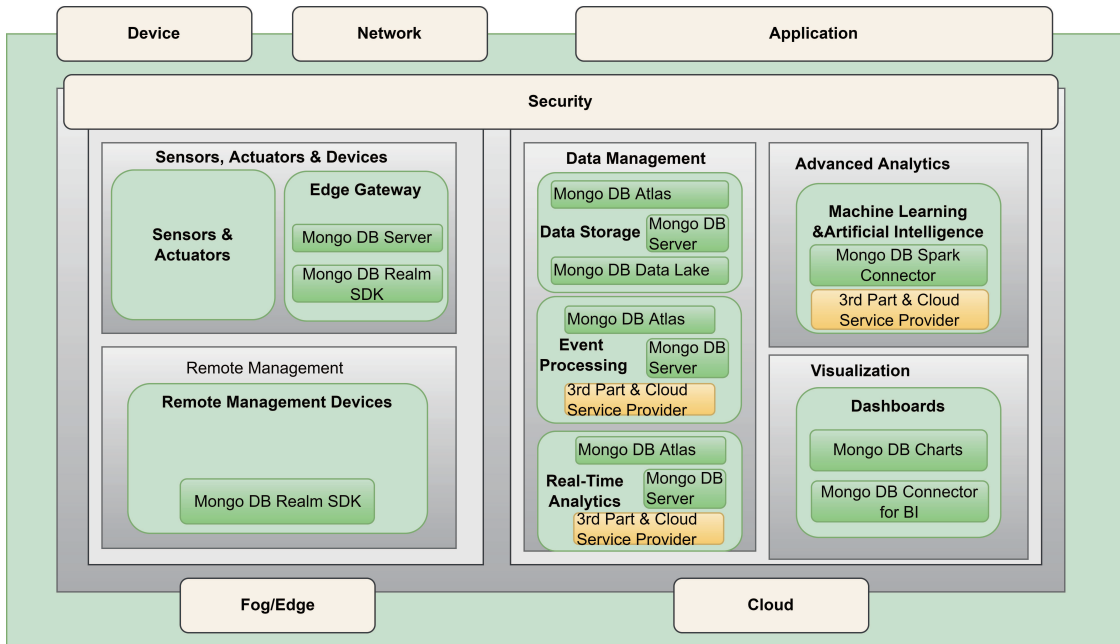 Device
Network
Application
Security
Sensors, Actuators & Devices
Sensors &
Actuators
Edge Gateway
Mongo DB Server
Mongo DB Realm
SDK
Remote Management
Remote Management Devices
Mongo DB Realm SDK
Data Management
Mongo DB Atlas
Data Storage
Mongo DB
Server
Mongo DB Data Lake
Mongo DB Atlas
Event
Processing
Mongo DB
Server
3rd Part & Cloud
Service Provider
Mongo DB Atlas
Real-Time
Analytics
Mongo DB
Server
3rd Part & Cloud
Service Provider
Advanced Analytics
Machine Learning
&Artificial Intelligence
Mongo DB Spark
Connector
3rd Part & Cloud
Service Provider
Visualization
Dashboards
Mongo DB Charts
Mongo DB Connector
for BI
Fog/Edge
Cloud